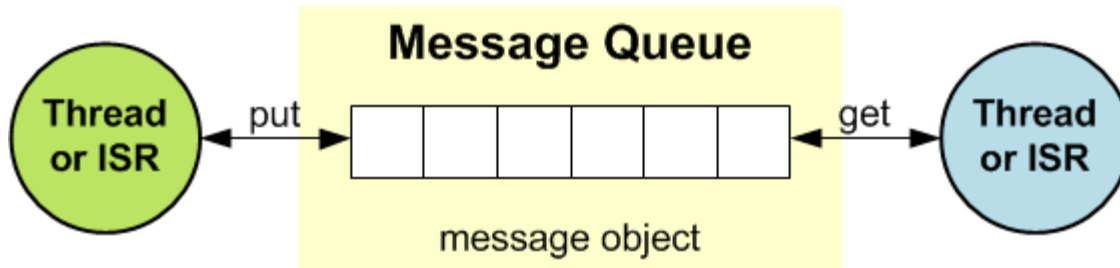 Message Queue
Thread
or ISR
put
get
Thread
or ISR
message object